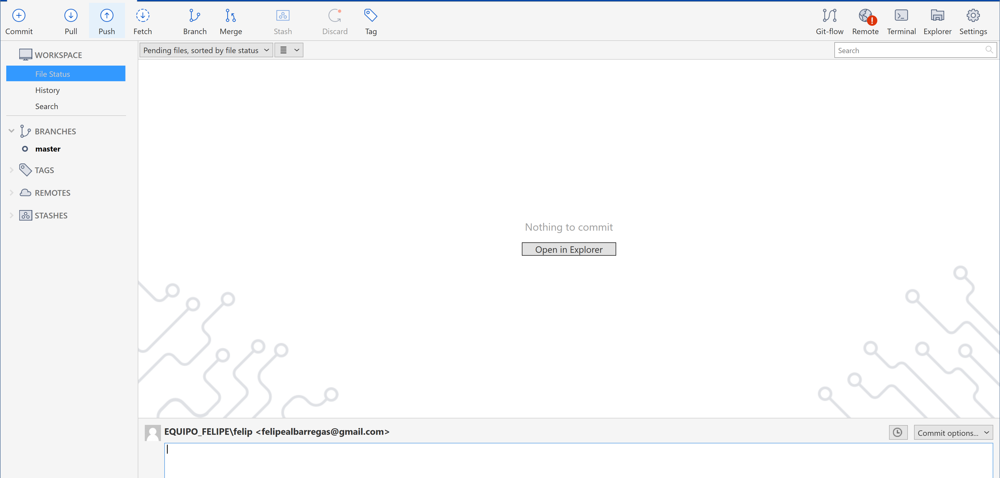 Commit Pull Push Fetch Branch Merge Stash Discard Tag Git-flow Remote Terminal Explorer Settings
WORKSPACE
File Status
History
Search
BRANCHES
master
TAGS
REMOTES
STASHES
Pending files, sorted by file status
Search
Nothing to commit
Open in Explorer
EQUIPO_FELIPE\felip <felipealbarregas@gmail.com>
Commit options...